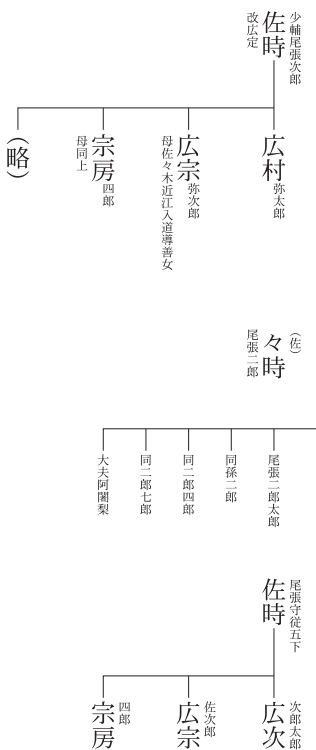 少輔尾張次郎
佐時
改広定
広村 弥太郎
広宗 弥次郎
母佐々木近江入道導善女
宗房 四郎
母同上
(略)
(佐)
々時
尾張二郎
尾張二郎太郎
同孫二郎
同二郎四郎
同二郎七郎
大夫阿闍梨
尾張守従五下
佐時
次郎太郎
広次
佐次郎
広宗
四郎
宗房